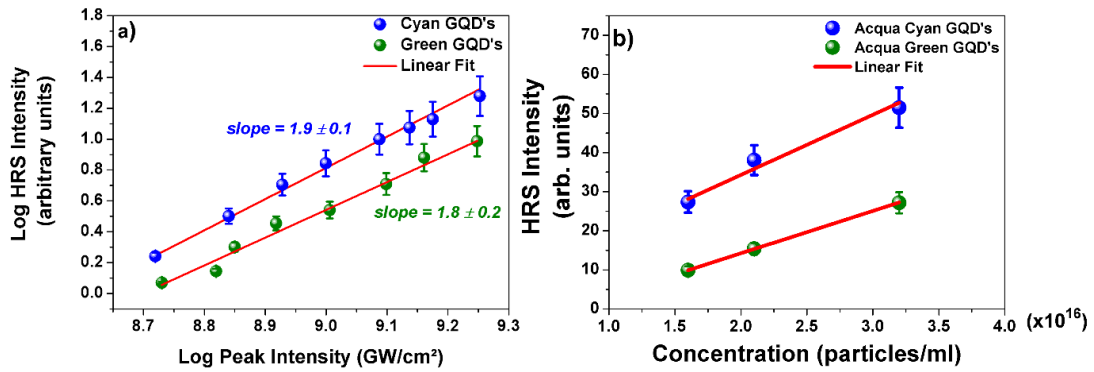 a)
Cyan GQD's
Green GQD's
Linear Fit
slope = 1.9 ± 0.1
slope = 1.8 ± 0.2
Log HRS Intensity
(arbitrary units)
1.8
1.6
1.4
1.2
1.0
0.8
0.6
0.4
0.2
0.0
8.7 8.8 8.9 9.0 9.1 9.2 9.3
Log Peak Intensity (GW/cm²)
b)
Acqua Cyan GQD's
Acqua Green GQD's
Linear Fit
HRS Intensity
(arb. units)
70
60
50
40
30
20
10
0
1.0 1.5 2.0 2.5 3.0 3.5 4.0 (x10¹⁶)
Concentration (particles/ml)